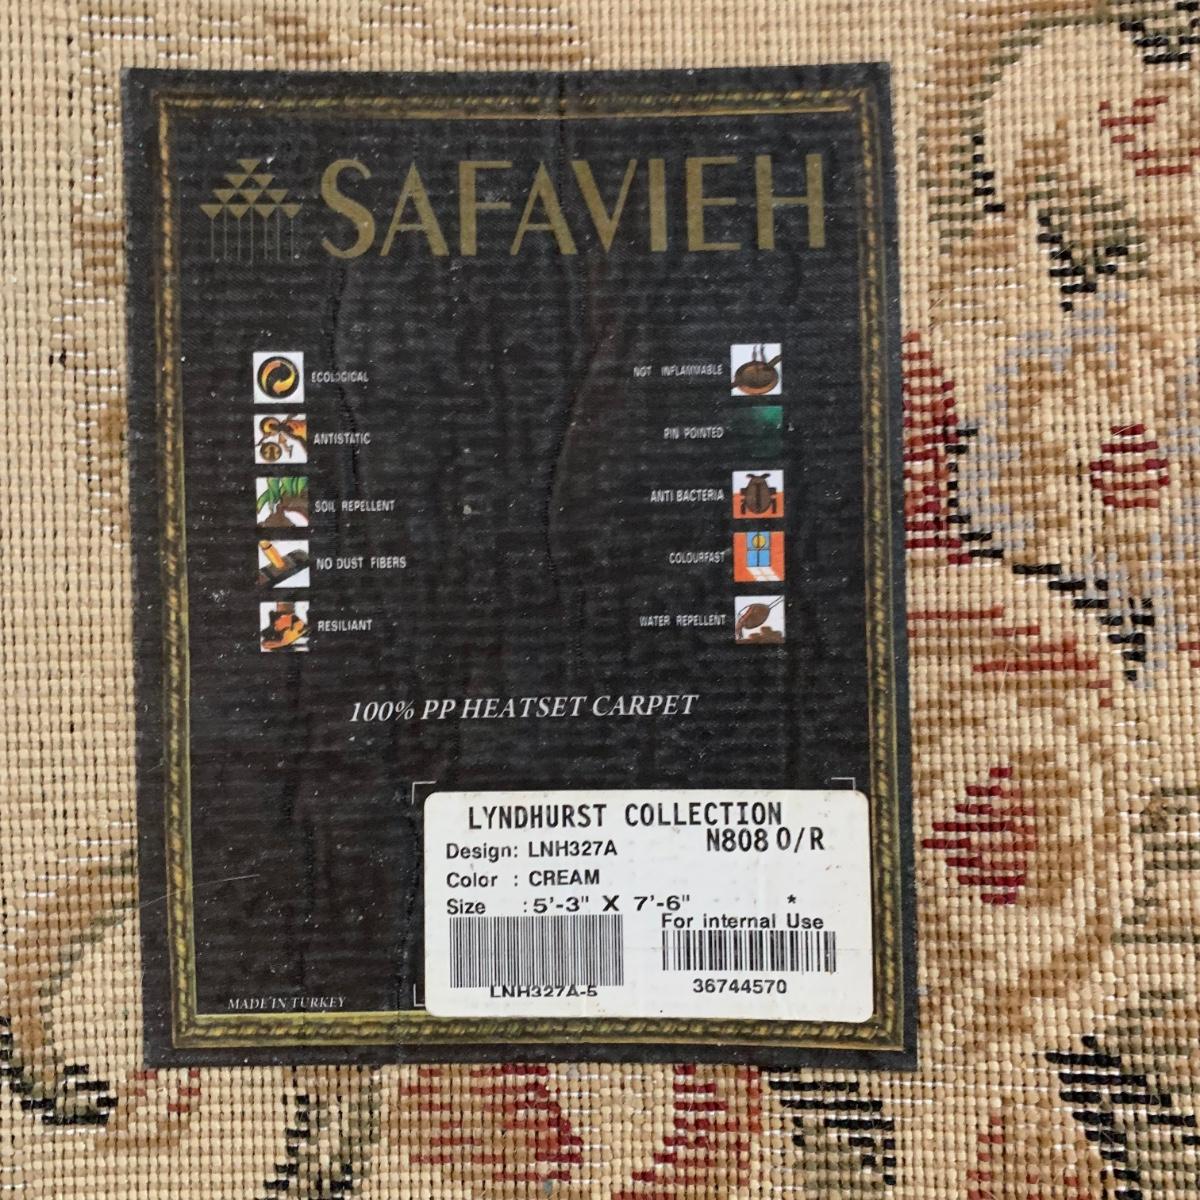 SAFAVIEH
ECOLOGICAL
ANTISTATIC
SOIL REPELLENT
NO DUST FIBERS
RESILIANT
NOT INFLAMMABLE
PIN POINTED
ANTI BACTERIA
COLOURFAST
WATER REPELLENT
100% PP HEATSET CARPET
LYNDHURST COLLECTION
N808 O/R
Design: LNH327A
Color : CREAM
Size : 5'-3" X 7'-6" *
For internal Use
LNH327A-5
36744570
MADE IN TURKEY